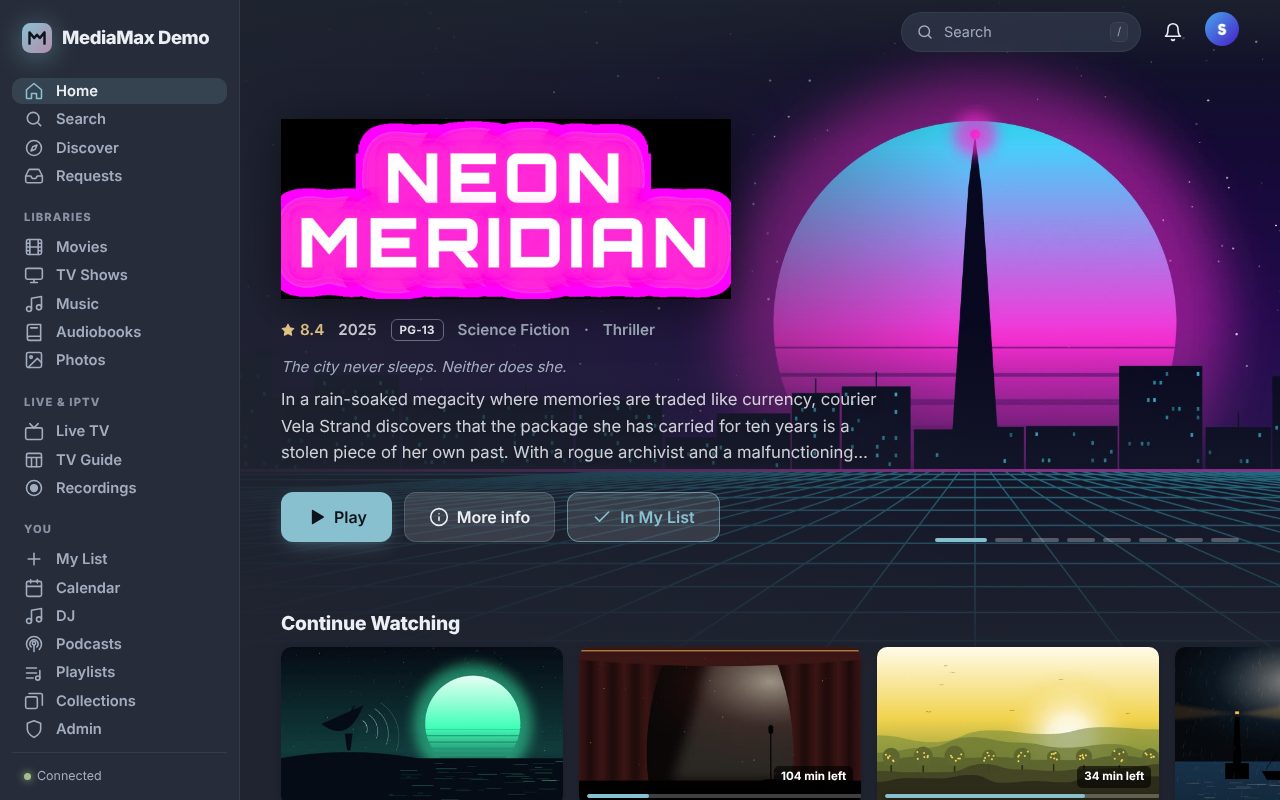 MediaMax Demo
Home
Search
Discover
Requests
LIBRARIES
Movies
TV Shows
Music
Audiobooks
Photos
LIVE & IPTV
Live TV
TV Guide
Recordings
YOU
My List
Calendar
DJ
Podcasts
Playlists
Collections
Admin
Connected
Search /
S
NEON
MERIDIAN
8.4 2025 PG-13 Science Fiction · Thriller
The city never sleeps. Neither does she.
In a rain-soaked megacity where memories are traded like currency, courier
Vela Strand discovers that the package she has carried for ten years is a
stolen piece of her own past. With a rogue archivist and a malfunctioning...
Play
More info
In My List
Continue Watching
104 min left
34 min left